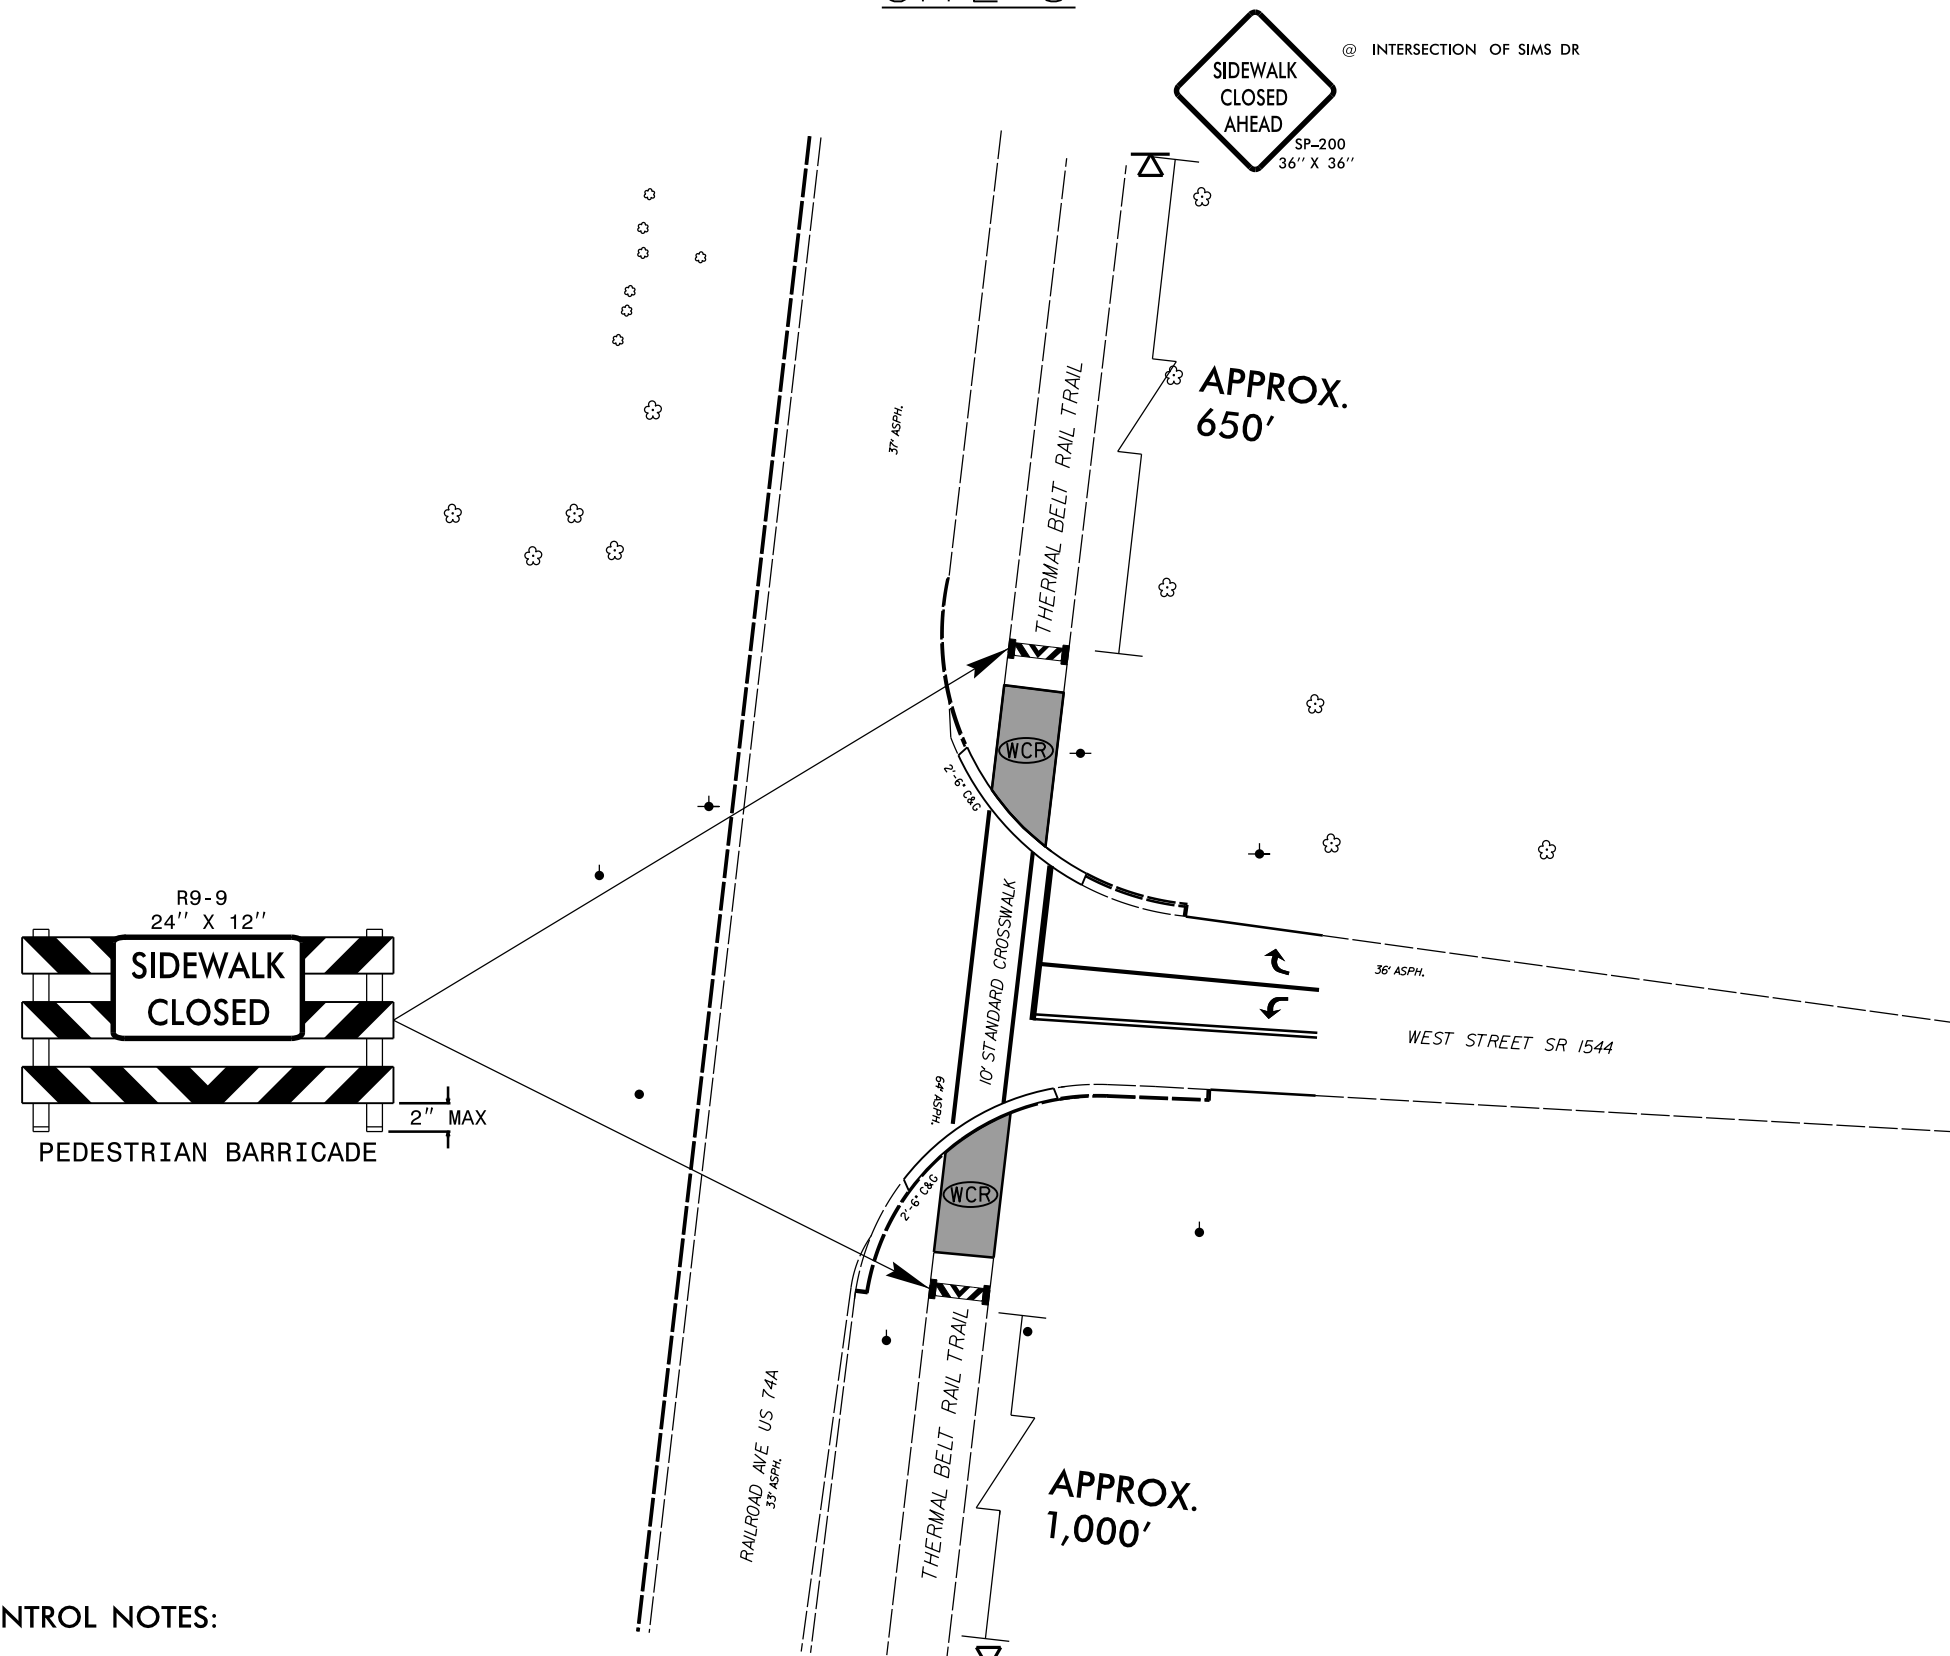 @ INTERSECTION OF SIMS DR
SIDEWALK
CLOSED
AHEAD
SP-200
36'' X 36''
APPROX.
650'
37' ASPH.
THERMAL BELT RAIL TRAIL
WCR
2'-6" C&G
10' STANDARD CROSSWALK
36' ASPH.
WEST STREET SR 1544
R9-9
24'' X 12''
SIDEWALK
CLOSED
2'' MAX
PEDESTRIAN BARRICADE
64' ASPH.
2'-6" C&G
WCR
RAILROAD AVE US 74A
33' ASPH.
THERMAL BELT RAIL TRAIL
APPROX.
1,000'
NTROL NOTES: